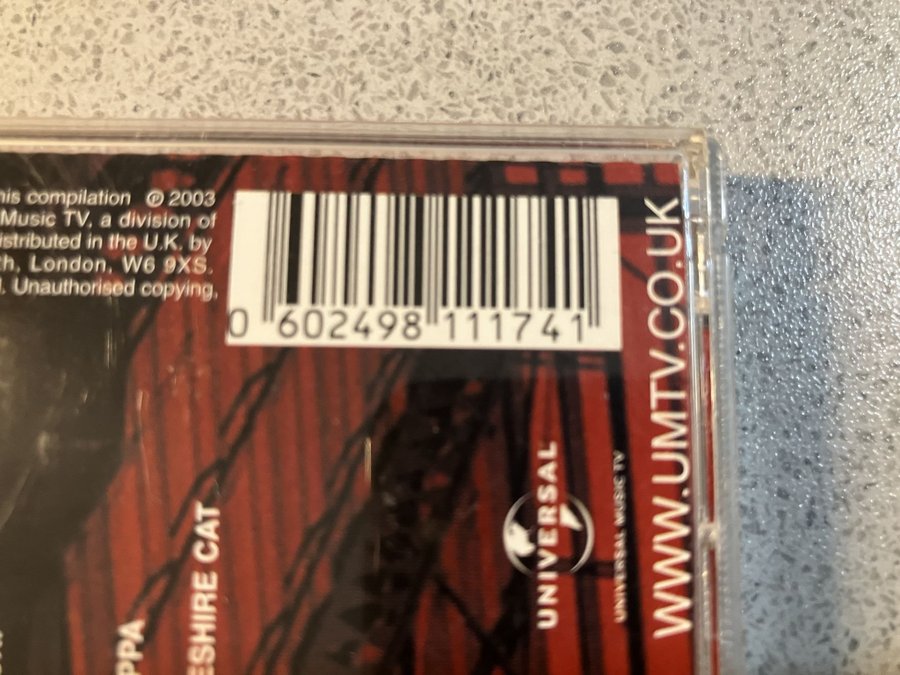 his compilation ℗ 2003
Music TV, a division of
istributed in the U.K. by
h, London, W6 9XS.
. Unauthorised copying,
0 602498 111741
WWW.UMTV.CO.UK
UNIVERSAL
UNIVERSAL MUSIC TV
ESHIRE CAT
PPA